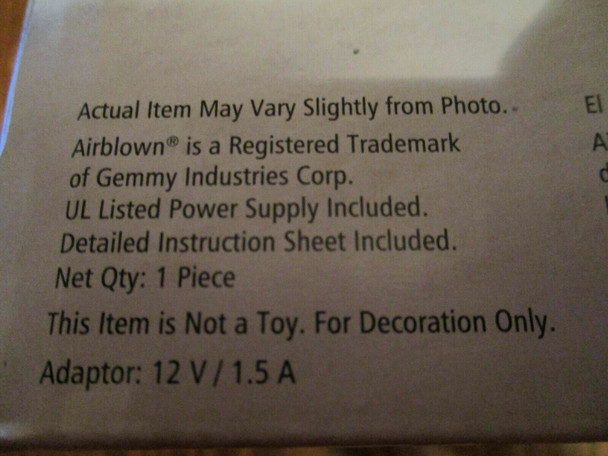 Actual Item May Vary Slightly from Photo.
Airblown® is a Registered Trademark
of Gemmy Industries Corp.
UL Listed Power Supply Included.
Detailed Instruction Sheet Included.
Net Qty: 1 Piece
This Item is Not a Toy. For Decoration Only.
Adaptor: 12 V / 1.5 A
El